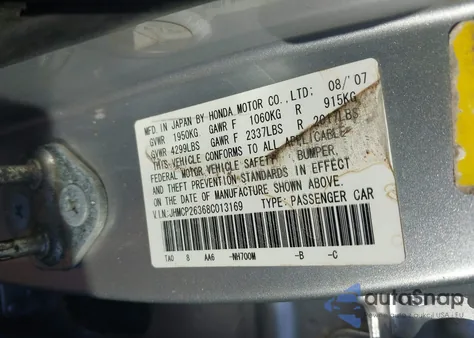 MFD. IN JAPAN BY HONDA MOTOR CO., LTD: 08/'07
GVWR 1950KG GAWR F 1060KG R 915KG
GVWR 4299LBS GAWR F 2337LBS R 2017LBS
THIS VEHICLE CONFORMS TO ALL APPLICABLE
FEDERAL MOTOR VEHICLE SAFETY, BUMPER,
AND THEFT PREVENTION STANDARDS IN EFFECT
ON THE DATE OF MANUFACTURE SHOWN ABOVE.
V.I.N:JHMCP26368C013169 TYPE: PASSENGER CAR
TA0 8 AA6 -NH700M -B -C
autoSnap